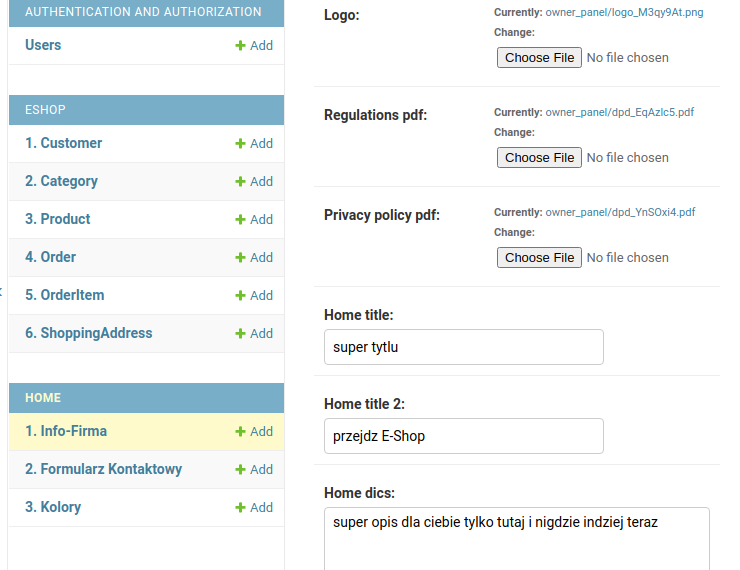 AUTHENTICATION AND AUTHORIZATION
Users
Add
ESHOP
1. Customer
Add
2. Category
Add
3. Product
Add
4. Order
Add
5. OrderItem
Add
6. ShoppingAddress
Add
HOME
1. Info-Firma
Add
2. Formularz Kontaktowy
Add
3. Kolory
Add
Logo:
Currently: owner_panel/logo_M3qy9At.png
Change:
Choose File No file chosen
Regulations pdf:
Currently: owner_panel/dpd_EqAzlc5.pdf
Change:
Choose File No file chosen
Privacy policy pdf:
Currently: owner_panel/dpd_YnSOxi4.pdf
Change:
Choose File No file chosen
Home title:
super tytlu
Home title 2:
przejdz E-Shop
Home dics:
super opis dla ciebie tylko tutaj i nigdzie indziej teraz